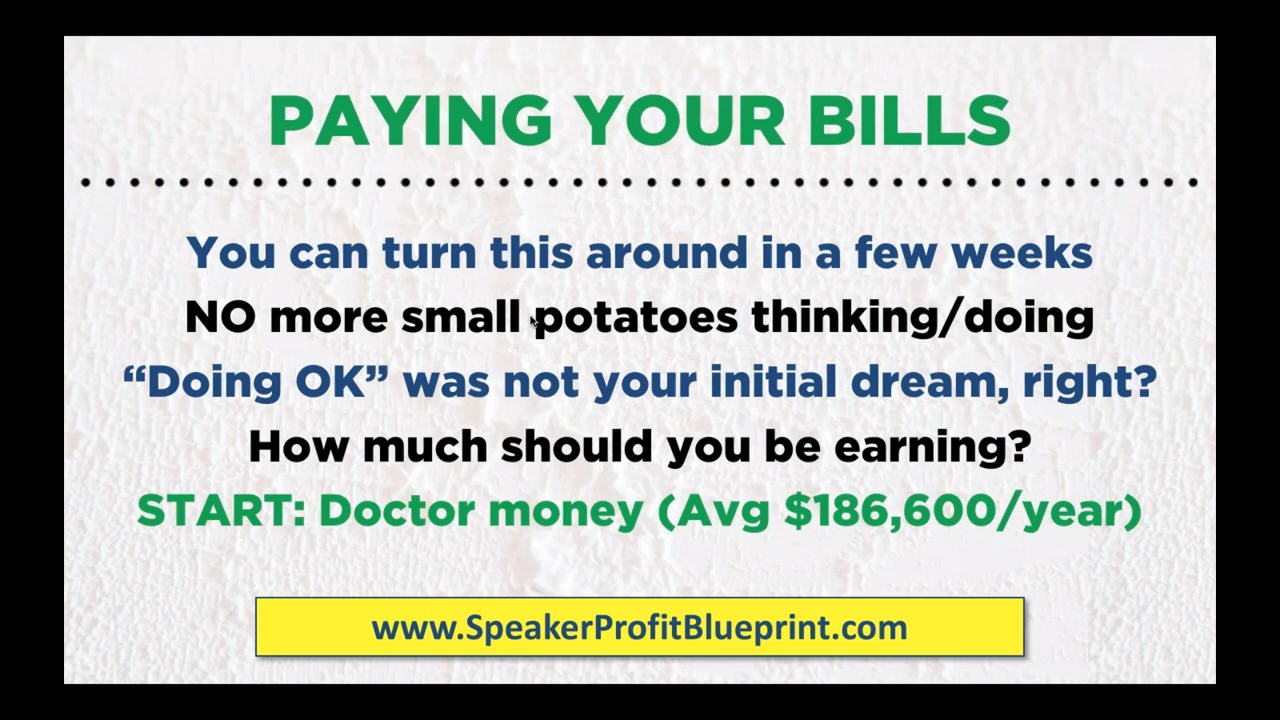 PAYING YOUR BILLS
You can turn this around in a few weeks
NO more small potatoes thinking/doing
“Doing OK” was not your initial dream, right?
How much should you be earning?
START: Doctor money (Avg $186,600/year)
www.SpeakerProfitBlueprint.com